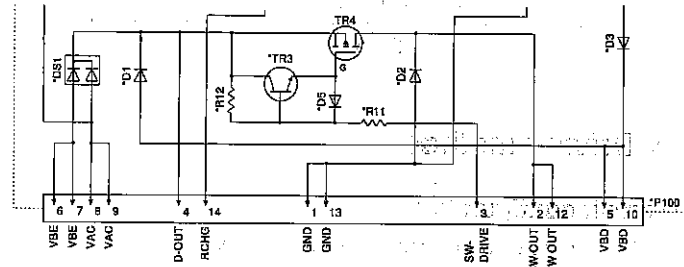 TR4
*TR3
G
*D3
*DS1
*D1
*R12
*D5
*D2
*R11
*P100
6 7 8 9 4 14 1 13 3 2 12 5 10
VBE
VBE
VAC
VAC
D-OUT
RCHG
GND
GND
SW-DRIVE
W-OUT
W OUT
VBD
VBD